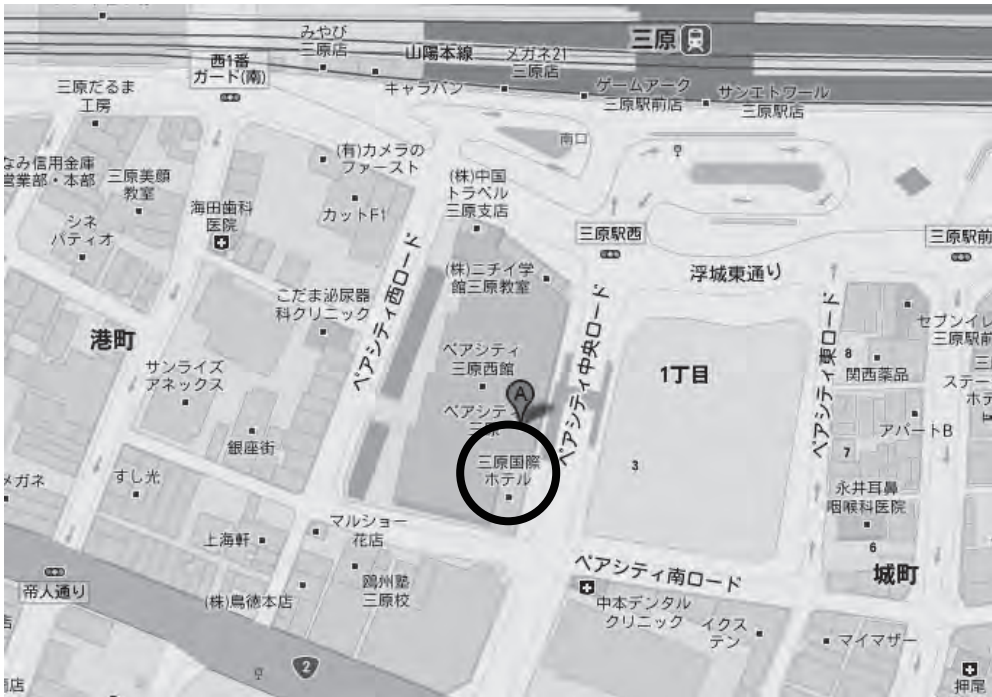 三原
みやび
三原店
山陽本線
メガネ21
三原店
西1番
ガード(南)
キャラバン
ゲームアーク
三原駅前店
サンエトワール
三原駅店
三原だるま
工房
南口
(有)カメラの
ファースト
なみ信用金庫
営業部・本部
三原美顔
教室
(株)中国
トラベル
三原支店
カットF1
海田歯科
医院
シネ
パティオ
三原駅西
三原駅前
浮城東通り
(株)ニチイ学
館三原教室
ペアシティ西ロード
ペアシティ中央ロード
ペアシティ東ロード
こだま泌尿器
科クリニック
港町
セブンイレ
三原駅前
ペアシティ
三原西館
サンライズ
アネックス
1丁目
8
関西薬品
ステー
ホテ
A
ペアシティ
三原
アパートB
銀座街
7
三原国際
ホテル
3
メガネ
すし光
永井耳鼻
咽喉科医院
マルショー
花店
上海軒
6
ペアシティ南ロード
城町
帝人通り
(株)鳥徳本店
鴎州塾
三原校
中本デンタル
クリニック
イクス
テン
マイマザー
2
押尾
店